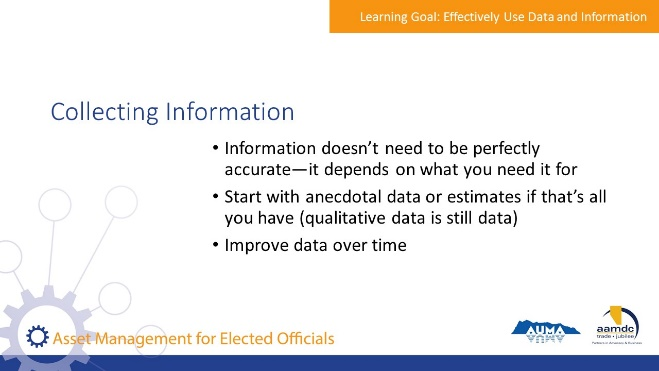 Learning Goal: Effectively Use Data and Information
Collecting Information
• Information doesn’t need to be perfectly
accurate—it depends on what you need it for
• Start with anecdotal data or estimates if that’s all
you have (qualitative data is still data)
• Improve data over time
Asset Management for Elected Officials
AUMA
aamdc
trade • jubilee